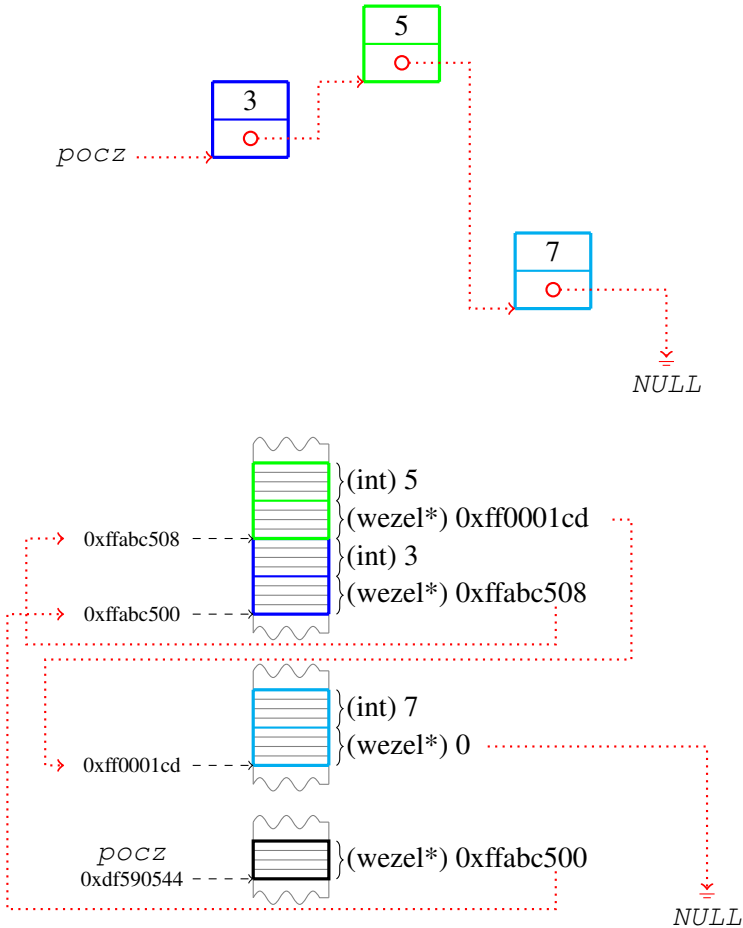 5
3
pocz
7
NULL
(int) 5
(wezel*) 0xff0001cd
0xffabc508
(int) 3
(wezel*) 0xffabc508
0xffabc500
(int) 7
(wezel*) 0
0xff0001cd
pocz
(wezel*) 0xffabc500
0xdf590544
NULL